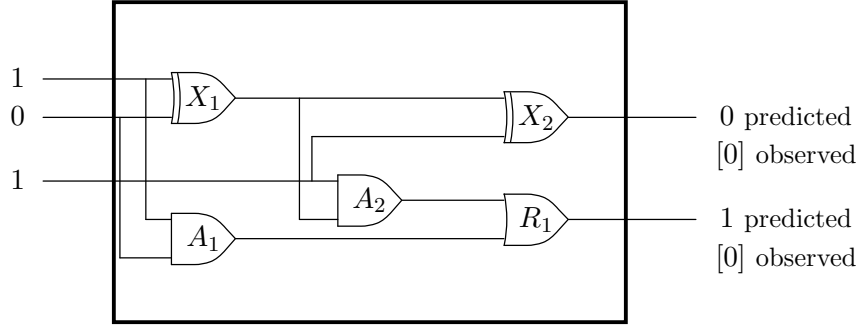 1
0
1
X1
A1
A2
X2
R1
0 predicted
[0] observed
1 predicted
[0] observed